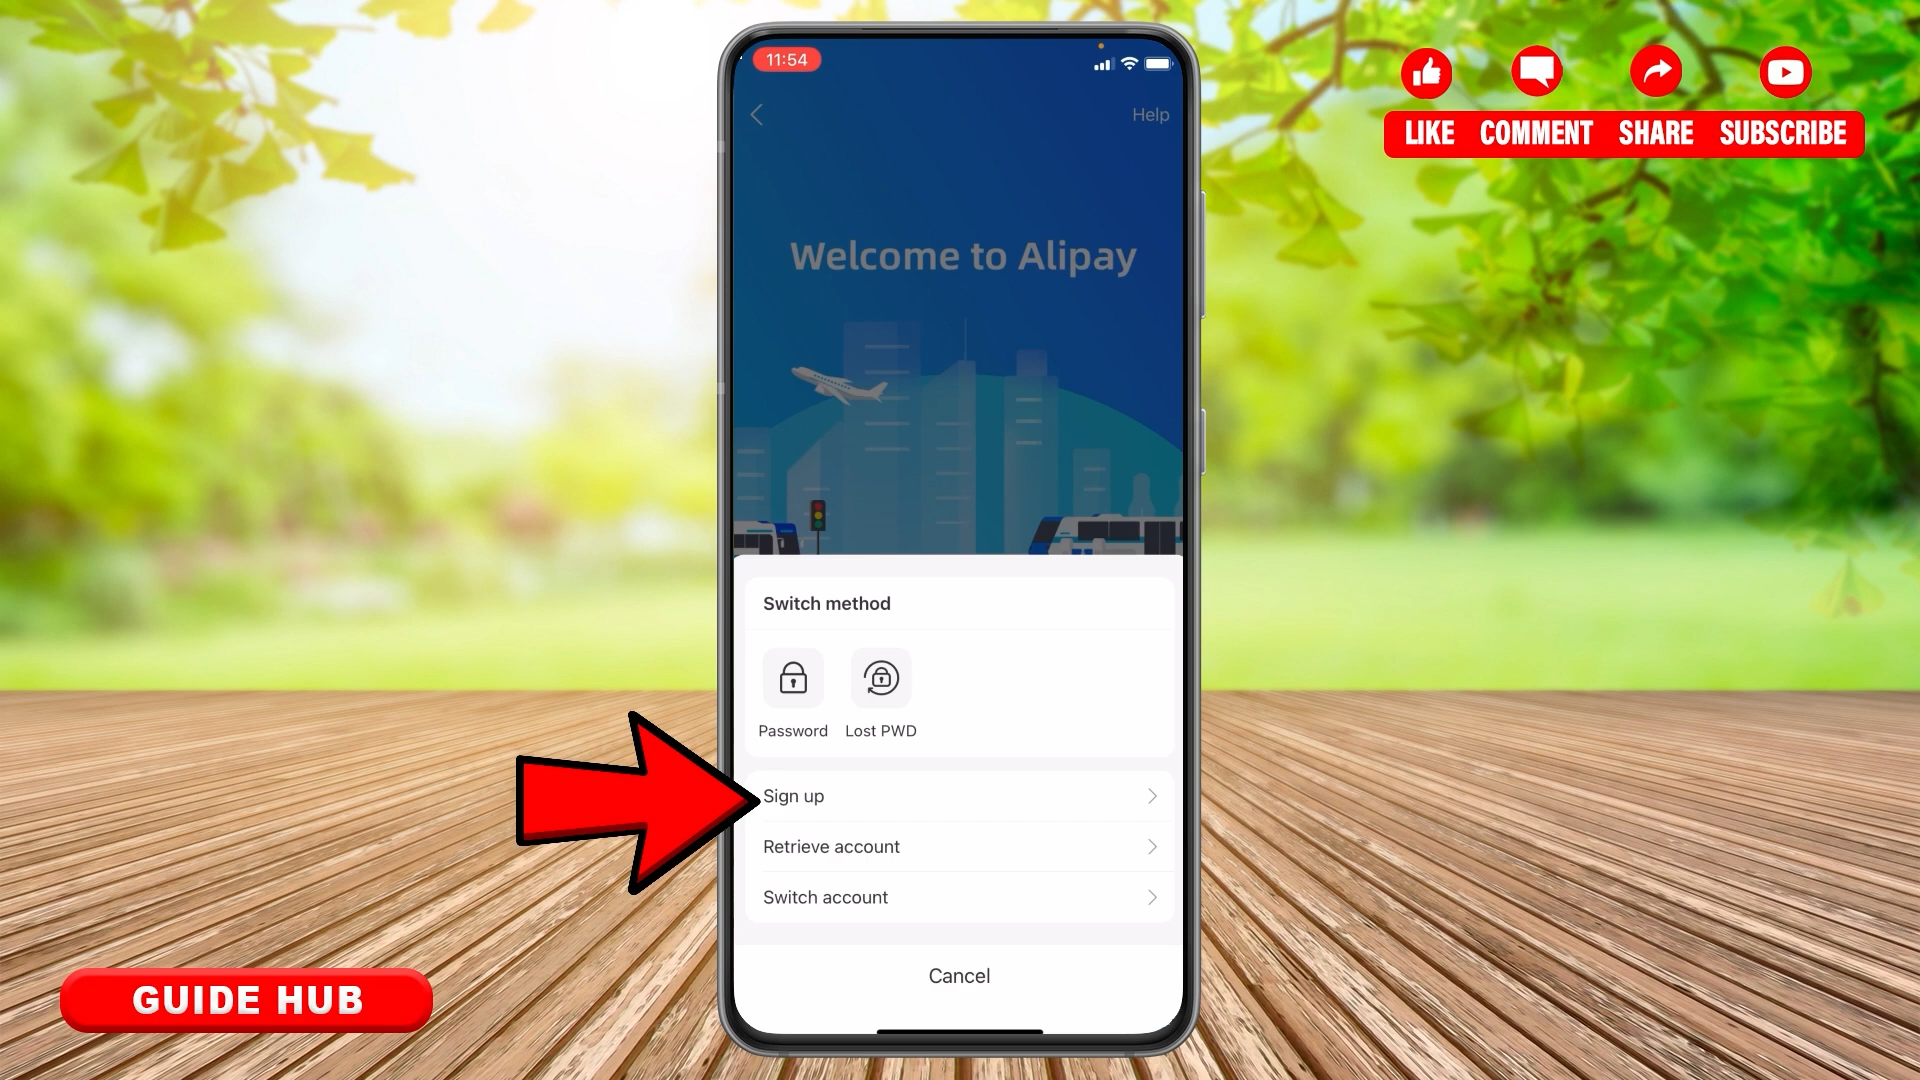 11:54
Help
LIKE COMMENT SHARE SUBSCRIBE
Welcome to Alipay
Switch method
Password Lost PWD
Sign up
Retrieve account
Switch account
Cancel
GUIDE HUB